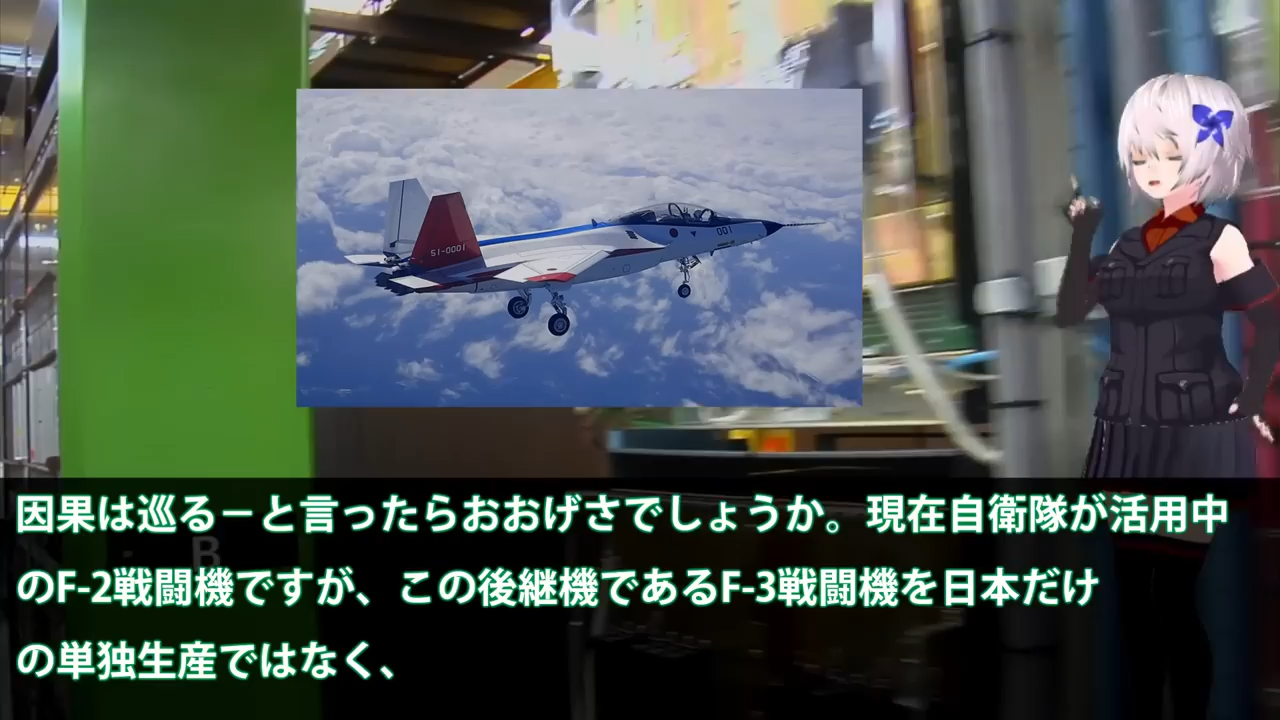 51-0001
001
B
因果は巡る－と言ったらおおげさでしょうか。現在自衛隊が活用中
のF-2戦闘機ですが、この後継機であるF-3戦闘機を日本だけ
の単独生産ではなく、